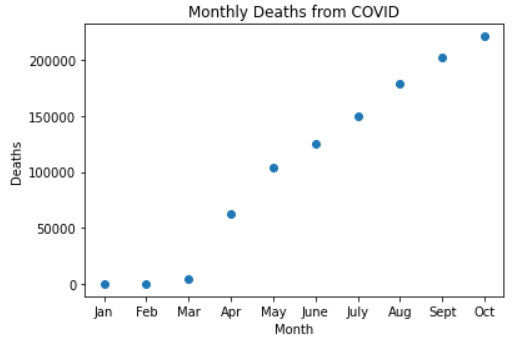 Monthly Deaths from COVID
200000
150000
100000
50000
0
Deaths
Jan Feb Mar Apr May June July Aug Sept Oct
Month